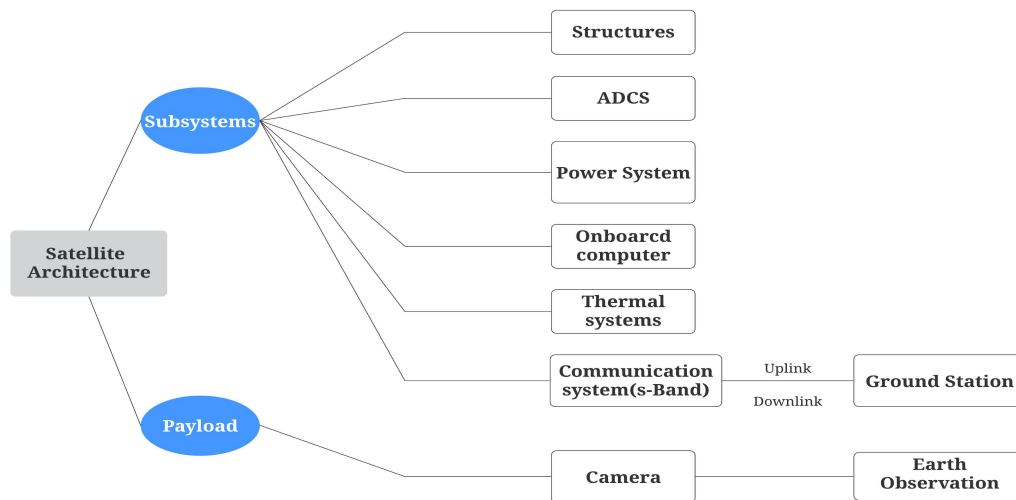 Structures
ADCS
Subsystems
Power System
Satellite
Architecture
Onboarcd
computer
Thermal
systems
Communication
system(s-Band)
Uplink
Downlink
Ground Station
Payload
Camera
Earth
Observation